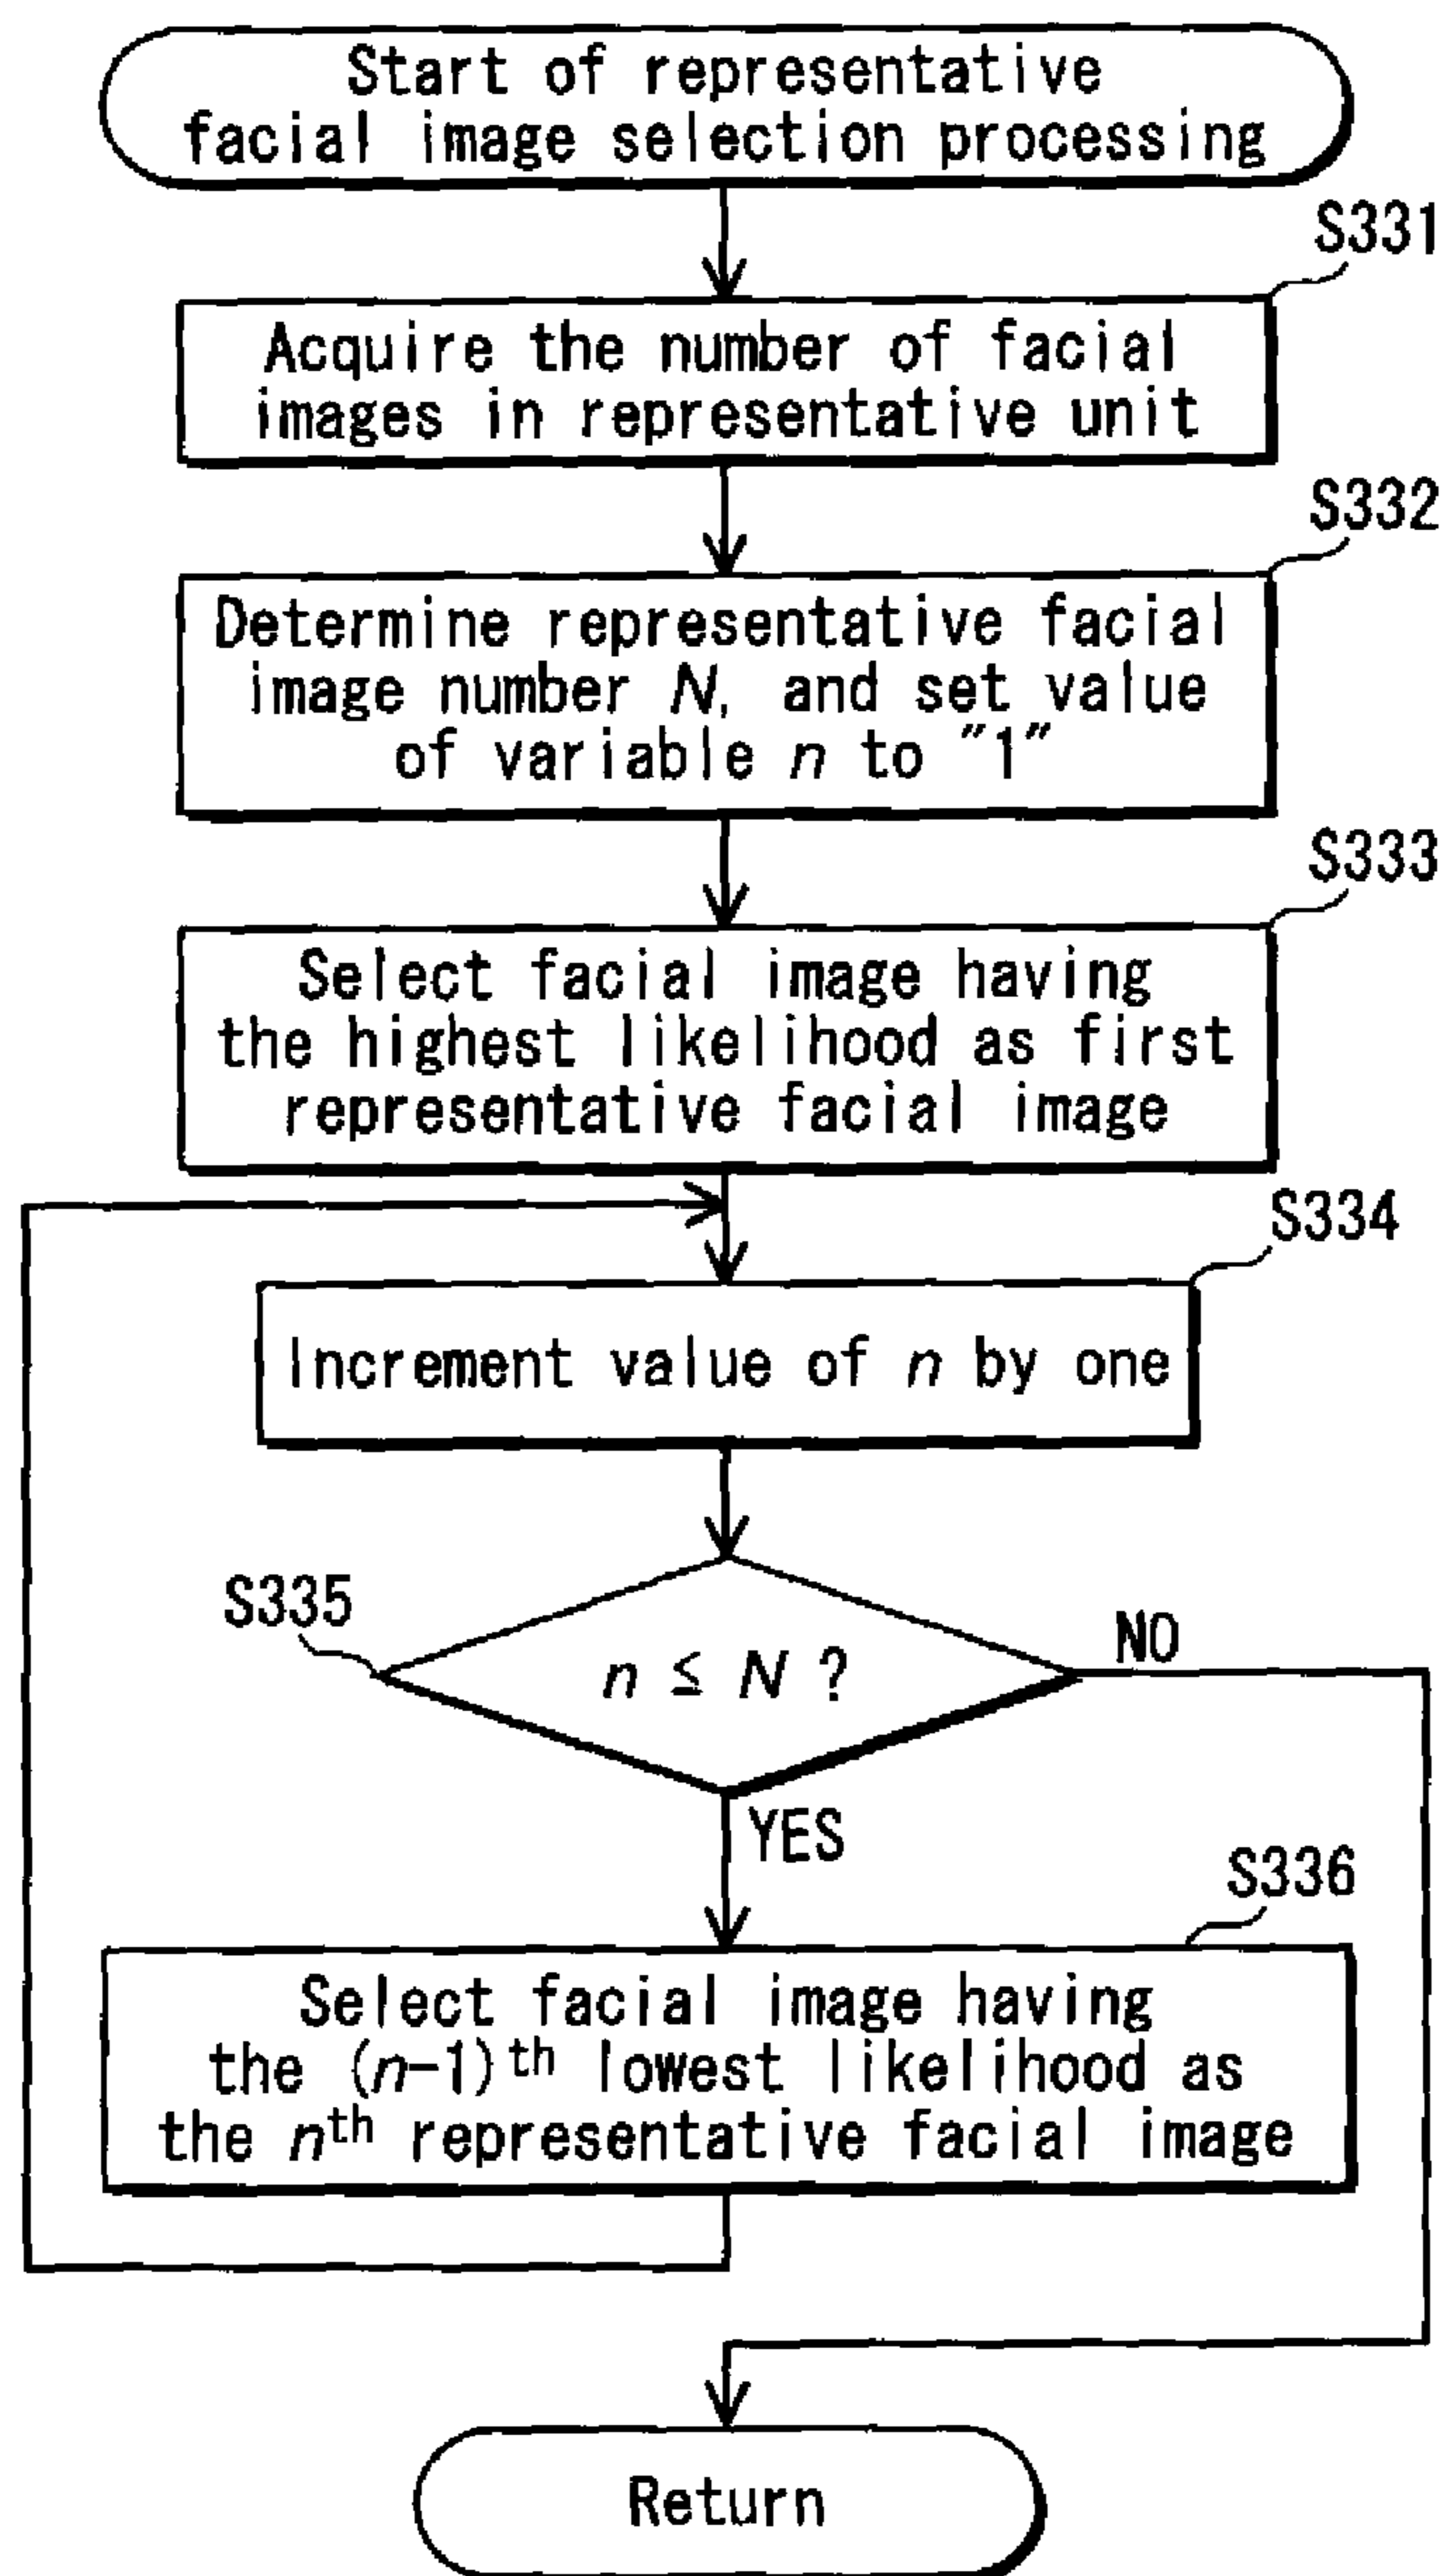 Start of representative
facial image selection processing
S331
Acquire the number of facial
images in representative unit
S332
Determine representative facial
image number N, and set value
of variable n to "1"
S333
Select facial image having
the highest likelihood as first
representative facial image
S334
Increment value of n by one
S335
n ≦ N ?
NO
YES
S336
Select facial image having
the (n-1)th lowest likelihood as
the nth representative facial image
Return